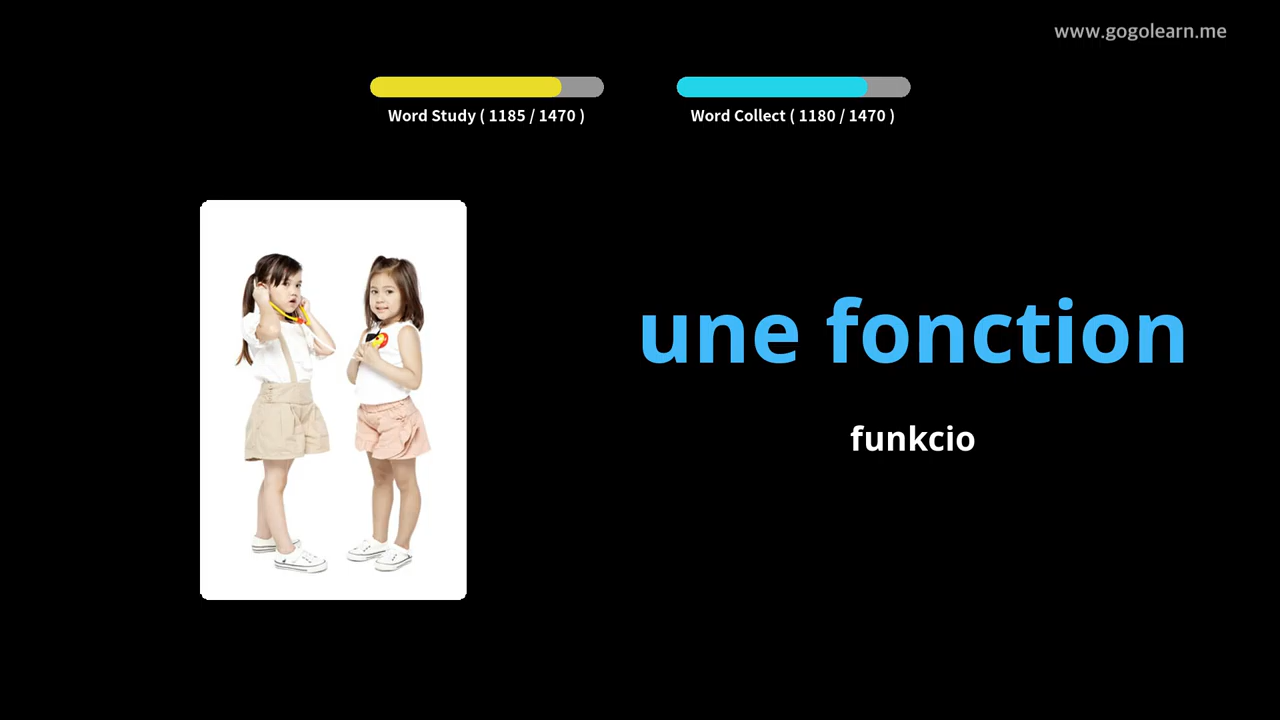 www.gogolearn.me
Word Study ( 1185 / 1470 )
Word Collect ( 1180 / 1470 )
une fonction
funkcio